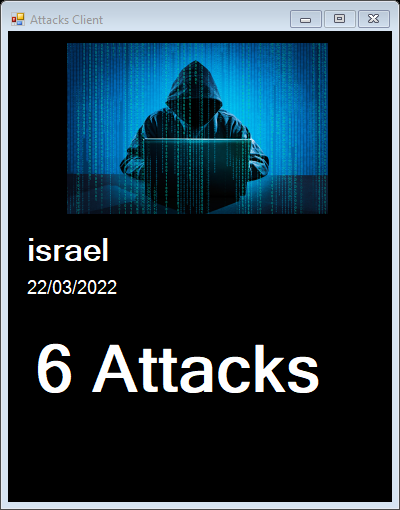 Attacks Client
israel
22/03/2022
6 Attacks